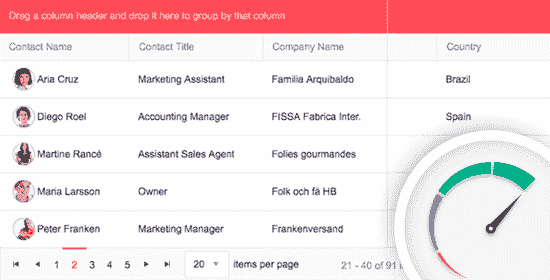 Drag a column header and drop it here to group by that column
Contact Name Contact Title Company Name Country
Aria Cruz Marketing Assistant Familia Arquibaldo Brazil
Diego Roel Accounting Manager FISSA Fabrica Inter. Spain
Martine Rancé Assistant Sales Agent Folies gourmandes
Maria Larsson Owner Folk och fä HB
Peter Franken Marketing Manager Frankenversand
1 2 3 4 5 20 items per page 21 - 40 of 91